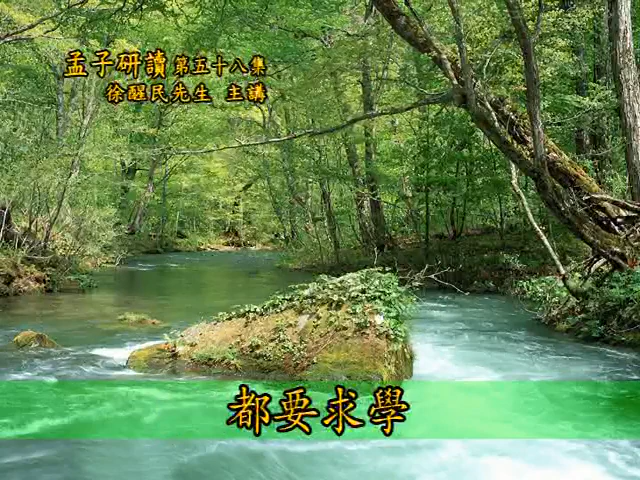 孟子研讀 第五十八集
徐醒民先生 主講
都要求學